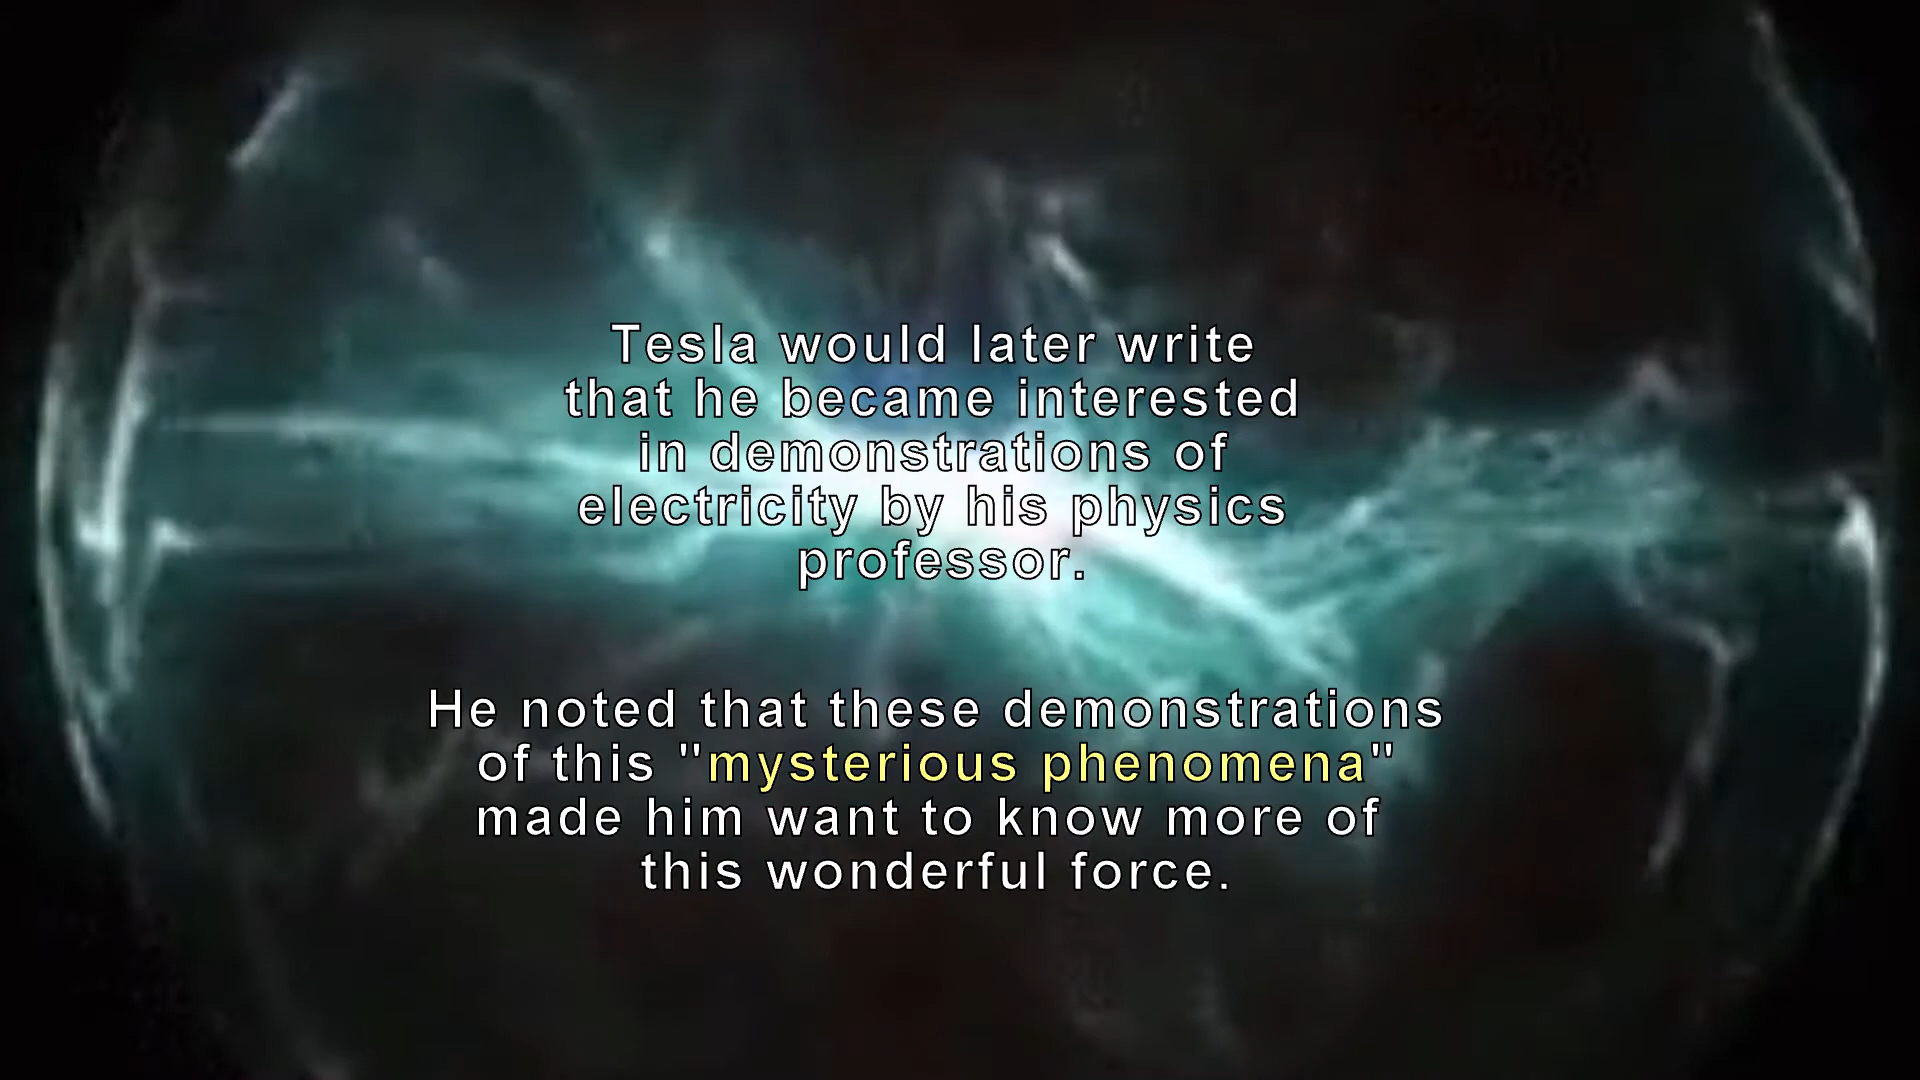 Tesla would later write
that he became interested
in demonstrations of
electricity by his physics
professor.
He noted that these demonstrations
of this "mysterious phenomena"
made him want to know more of
this wonderful force.